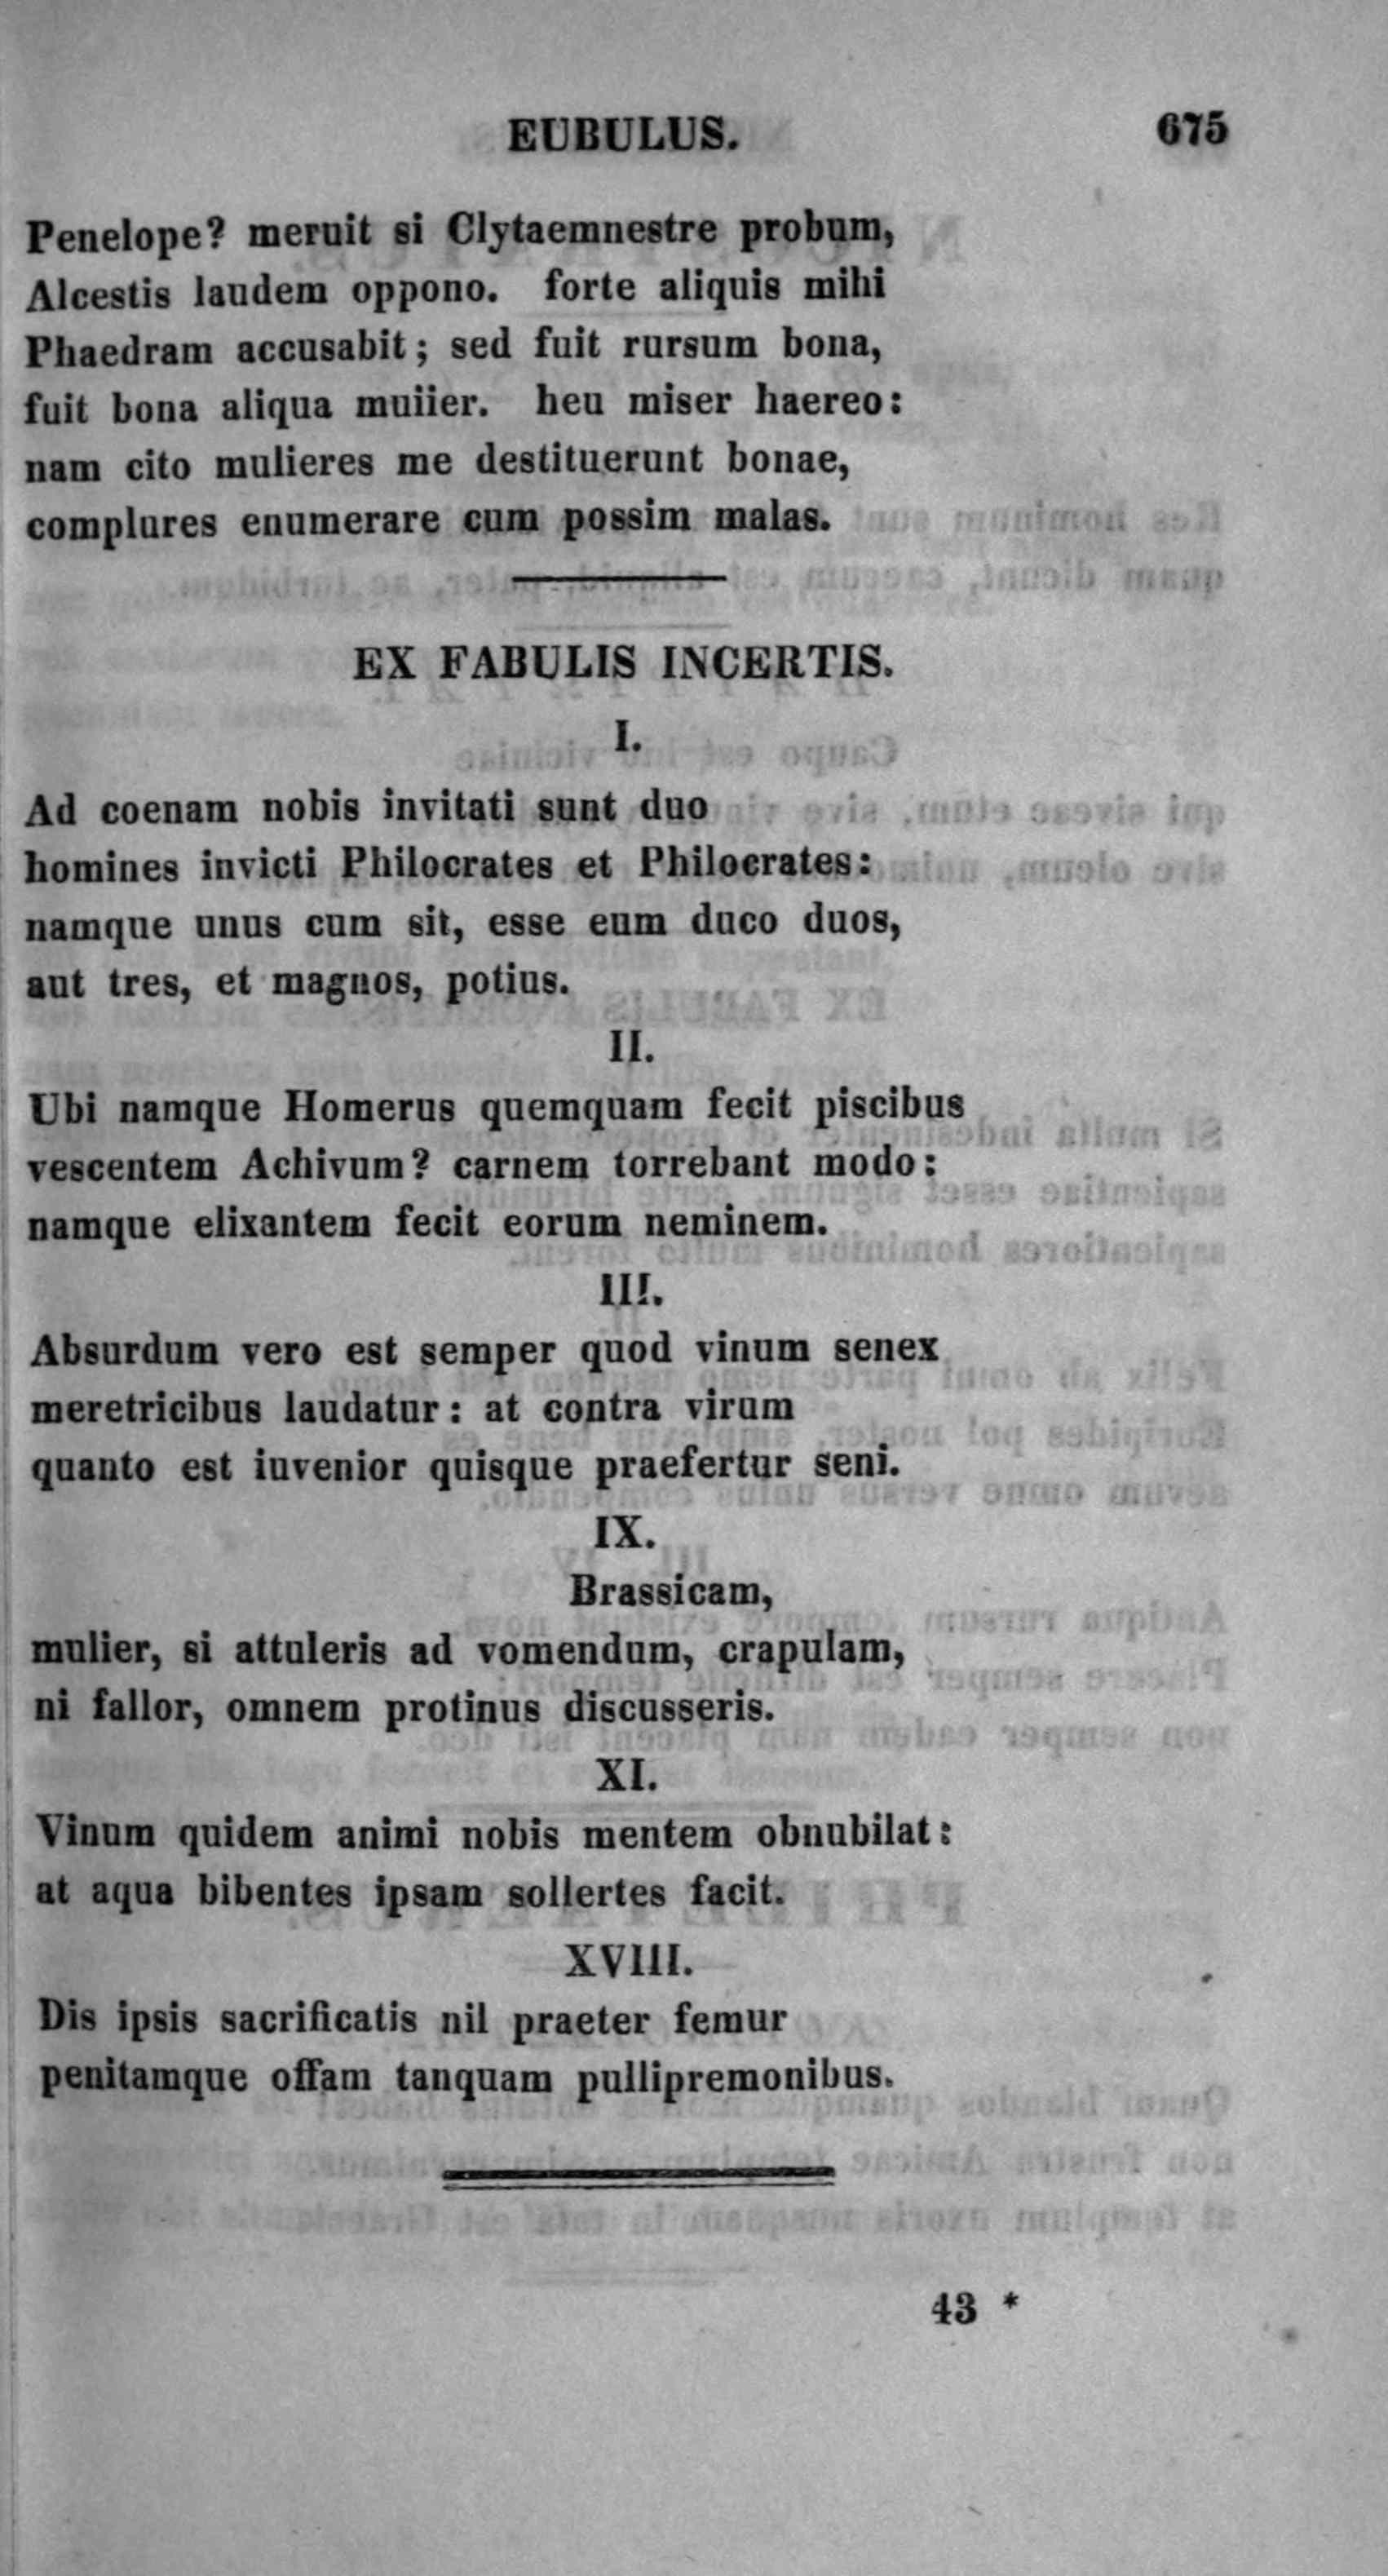 EUBULUS. 675
Penelope? meruit si Clytaemnestre probum,
Alcestis laudem oppono. forte aliquis mihi
Phaedram accusabit; sed fuit rursum bona,
fuit bona aliqua muiier. heu miser haereo:
nam cito mulieres me destituerunt bonae,
complures enumerare cum possim malas.
EX FABULIS INCERTIS.
I.
Ad coenam nobis invitati sunt duo
homines invicti Philocrates et Philocrates:
namque unus cum sit, esse eum duco duos,
aut tres, et magnos, potius.
II.
Ubi namque Homerus quemquam fecit piscibus
vescentem Achivum? carnem torrebant modo:
namque elixantem fecit eorum neminem.
III.
Absurdum vero est semper quod vinum senex
meretricibus laudatur: at contra virum
quanto est iuvenior quisque praefertur seni.
IX.
Brassicam,
mulier, si attuleris ad vomendum, crapulam,
ni fallor, omnem protinus discusseris.
XI.
Vinum quidem animi nobis mentem obnubilat:
at aqua bibentes ipsam sollertes facit.
XVIII.
Dis ipsis sacrificatis nil praeter femur
penitamque offam tanquam pullipremonibus.
43 *